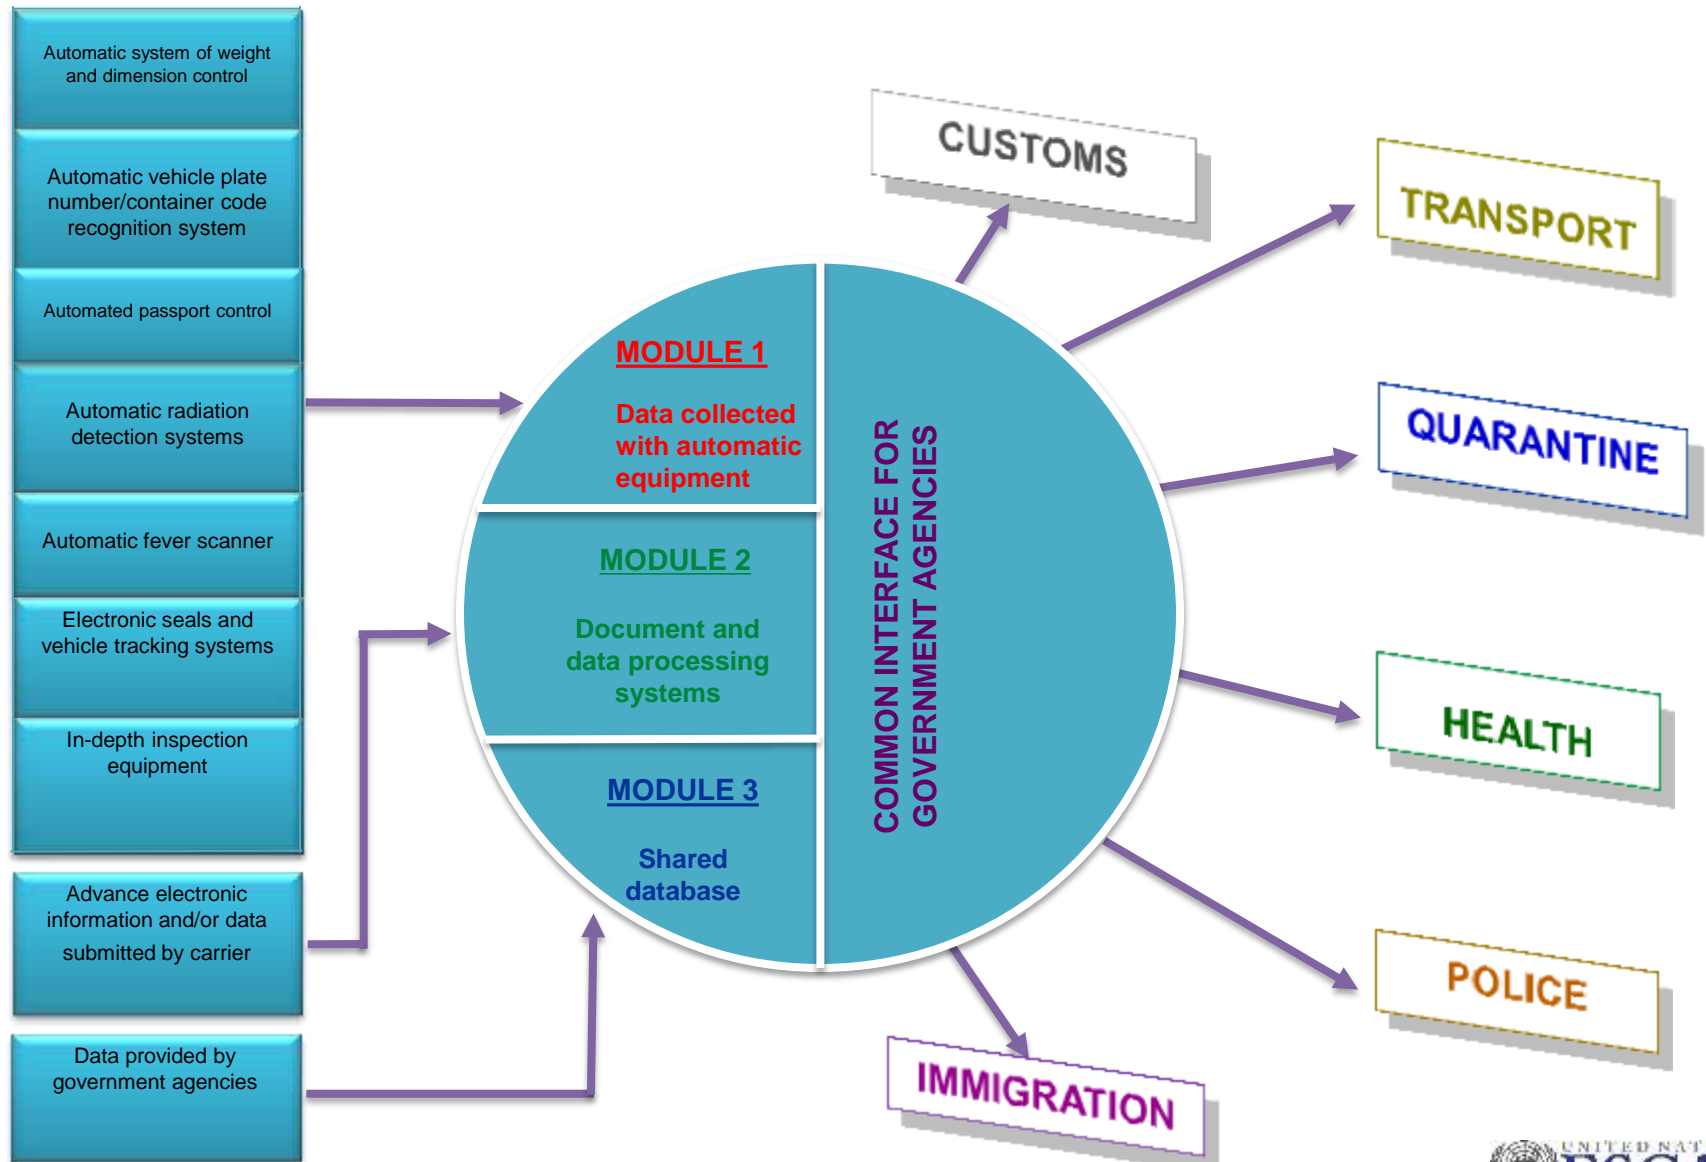 Automatic system of weight
and dimension control
Automatic vehicle plate
number/container code
recognition system
Automated passport control
Automatic radiation
detection systems
Automatic fever scanner
Electronic seals and
vehicle tracking systems
In-depth inspection
equipment
Advance electronic
information and/or data
submitted by carrier
Data provided by
government agencies
MODULE 1
Data collected
with automatic
equipment
MODULE 2
Document and
data processing
systems
MODULE 3
Shared
database
COMMON INTERFACE FOR
GOVERNMENT AGENCIES
CUSTOMS
TRANSPORT
QUARANTINE
HEALTH
POLICE
IMMIGRATION
UNITED NAT